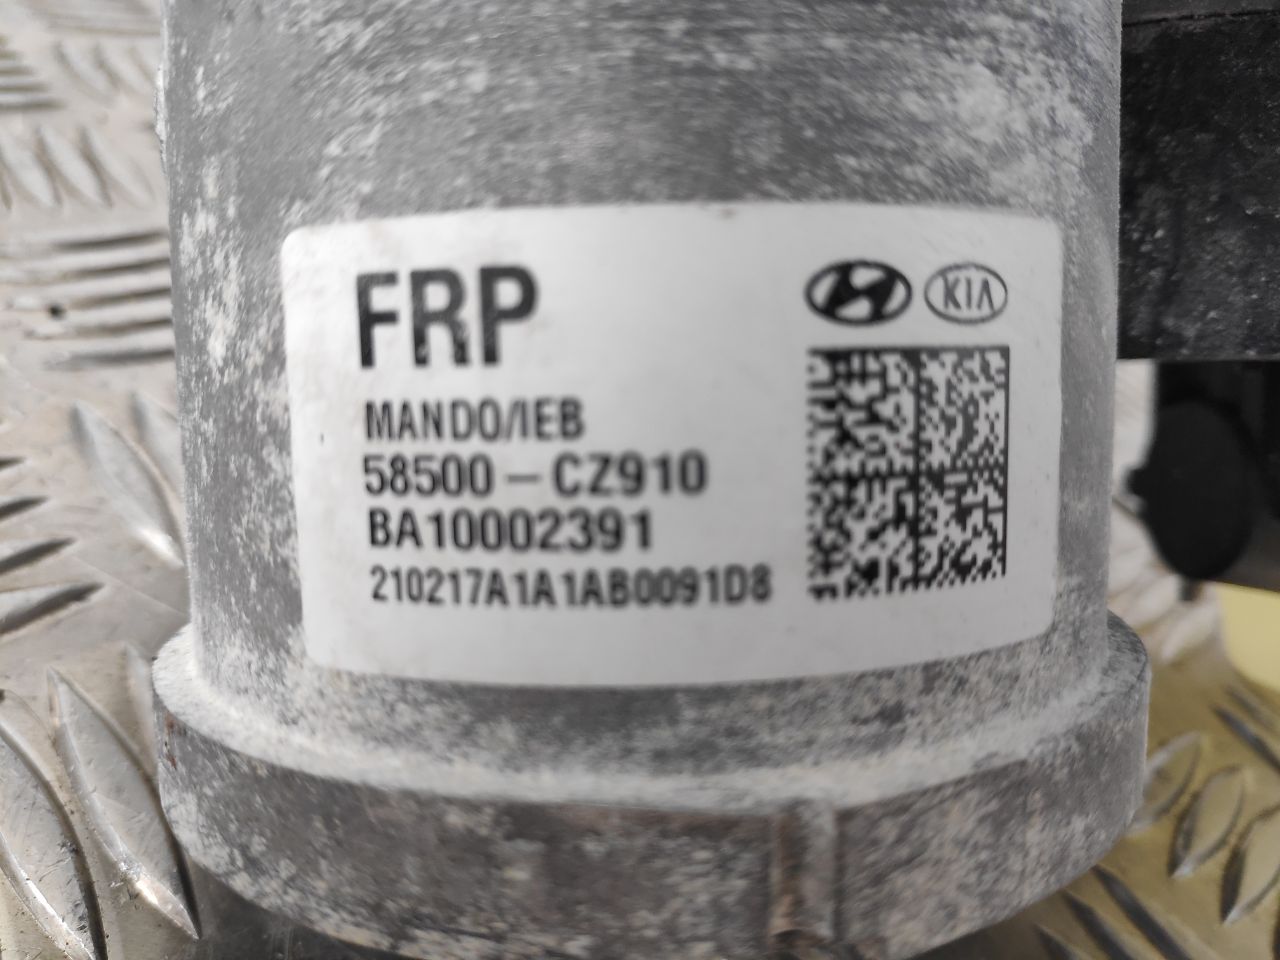 FRP
KIA
MANDO/IEB
58500-CZ910
BA10002391
210217A1A1AB0091D8